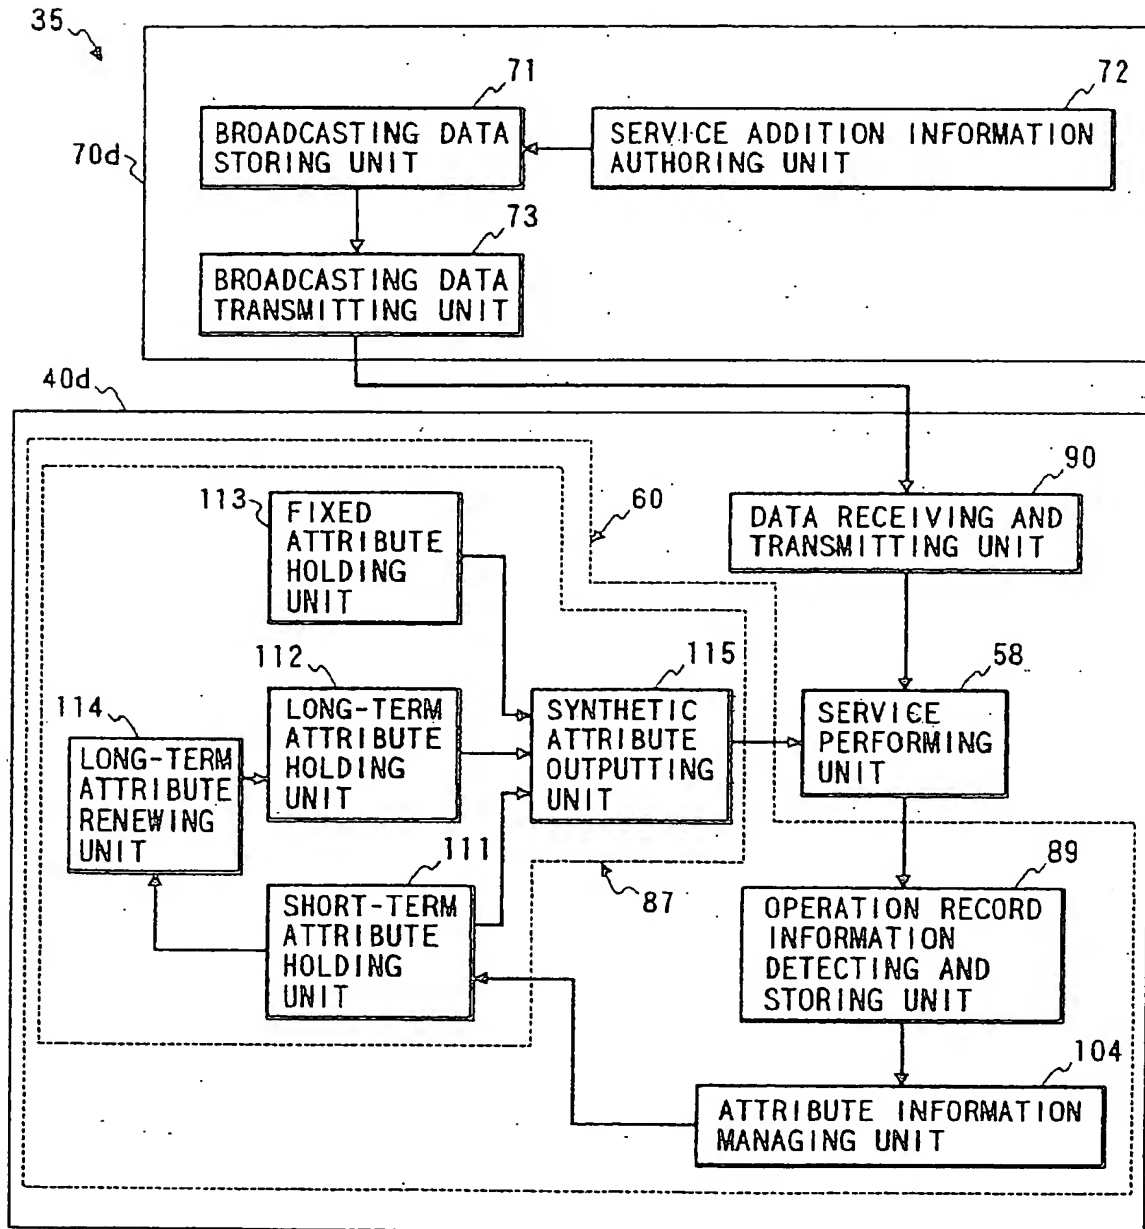 35
70d
71
BROADCASTING DATA
STORING UNIT
72
SERVICE ADDITION INFORMATION
AUTHORING UNIT
73
BROADCASTING DATA
TRANSMITTING UNIT
40d
60
90
DATA RECEIVING AND
TRANSMITTING UNIT
113
FIXED
ATTRIBUTE
HOLDING
UNIT
112
LONG-TERM
ATTRIBUTE
HOLDING
UNIT
115
SYNTHETIC
ATTRIBUTE
OUTPUTTING
UNIT
58
SERVICE
PERFORMING
UNIT
114
LONG-TERM
ATTRIBUTE
RENEWING
UNIT
111
SHORT-TERM
ATTRIBUTE
HOLDING
UNIT
87
89
OPERATION RECORD
INFORMATION
DETECTING AND
STORING UNIT
104
ATTRIBUTE INFORMATION
MANAGING UNIT